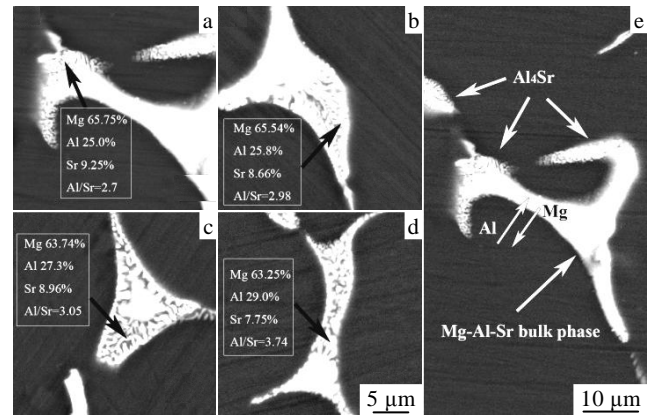 a
Mg 65.75%
Al 25.0%
Sr 9.25%
Al/Sr=2.7
b
Mg 65.54%
Al 25.8%
Sr 8.66%
Al/Sr=2.98
c
Mg 63.74%
Al 27.3%
Sr 8.96%
Al/Sr=3.05
d
Mg 63.25%
Al 29.0%
Sr 7.75%
Al/Sr=3.74
5 µm
e
Al₄Sr
Al
Mg
Mg-Al-Sr bulk phase
10 µm